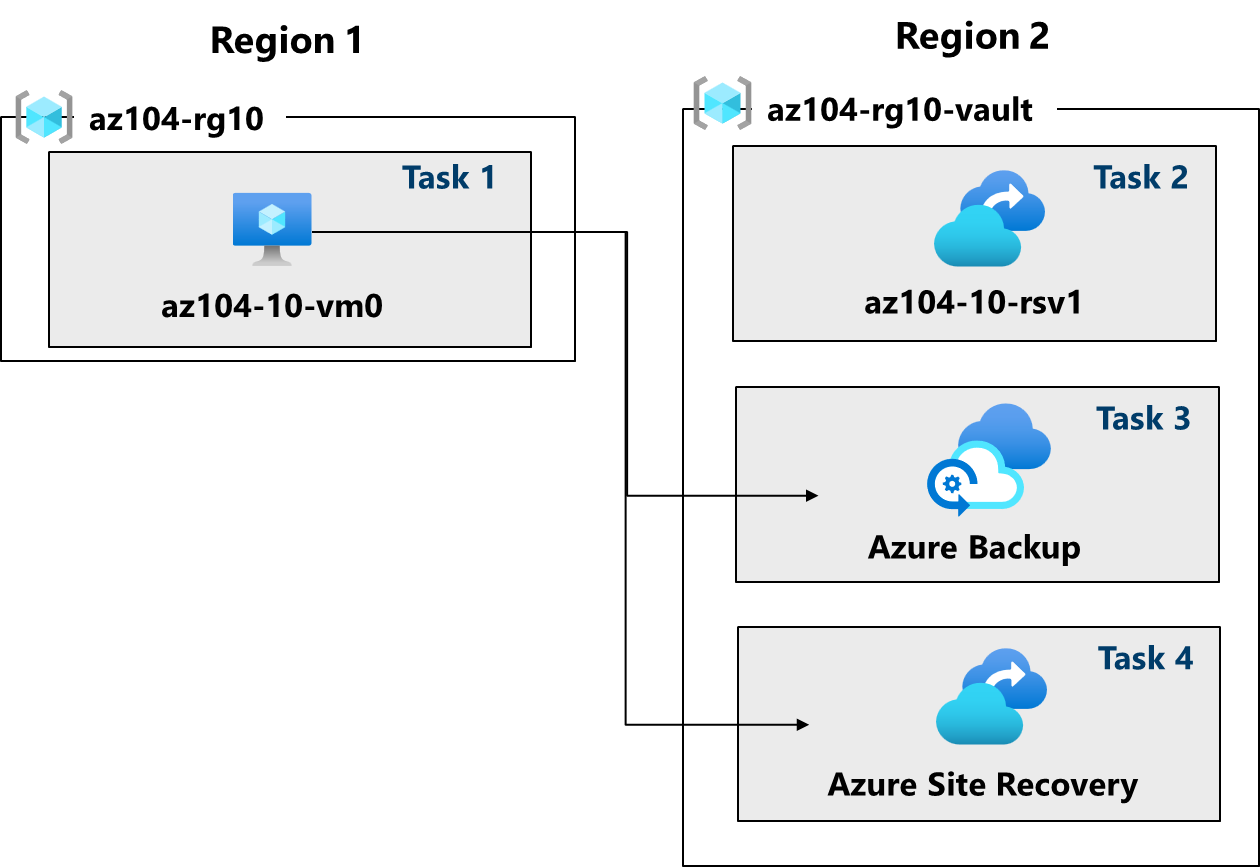 Region 1
az104-rg10
Task 1
az104-10-vm0
Region 2
az104-rg10-vault
Task 2
az104-10-rsv1
Task 3
Azure Backup
Task 4
Azure Site Recovery